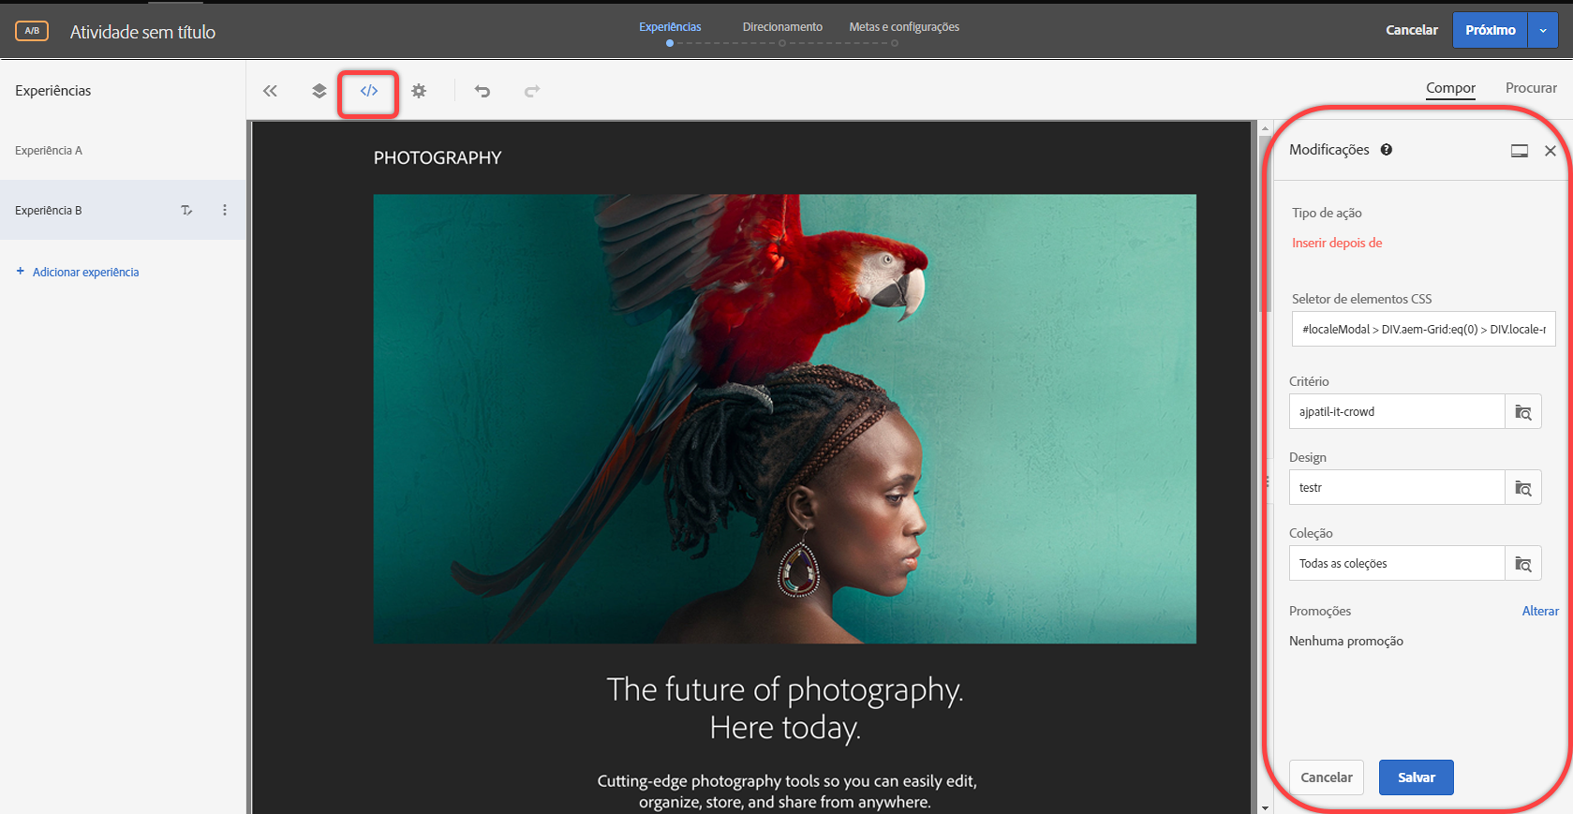 A/B
Atividade sem título
Experiências
Direcionamento
Metas e configurações
Cancelar
Próximo
Experiências
</>
Compor
Procurar
Experiência A
Experiência B
+ Adicionar experiência
PHOTOGRAPHY
The future of photography.
Here today.
Cutting-edge photography tools so you can easily edit,
organize, store, and share from anywhere.
Modificações ?
Tipo de ação
Inserir depois de
Seletor de elementos CSS
#localeModal > DIV.aem-Grid:eq(0) > DIV.locale-
Critério
ajpatil-it-crowd
Design
testr
Coleção
Todas as coleções
Promoções
Alterar
Nenhuma promoção
Cancelar
Salvar